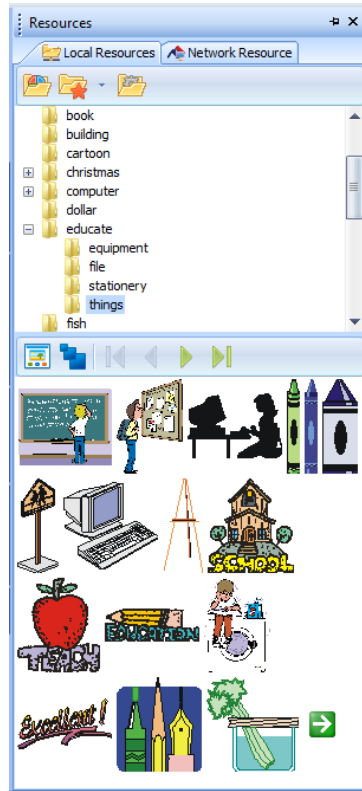 Resources
Local Resources
Network Resource
book
building
cartoon
christmas
computer
dollar
educate
equipment
file
stationery
things
fish
SCHOOL
TEACH
EDUCATION
Excellent!